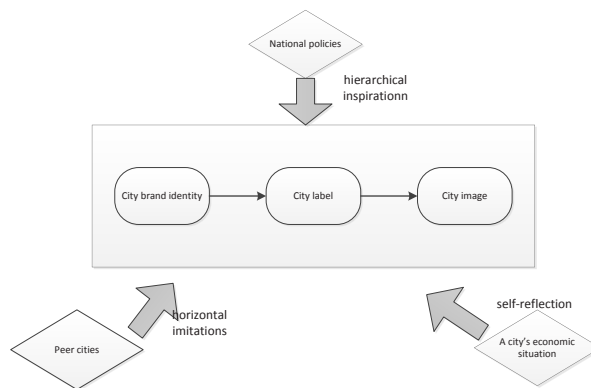 National policies
hierarchical
inspirationn
City brand identity
City label
City image
horizontal
imitations
self-reflection
Peer cities
A city's economic
situation